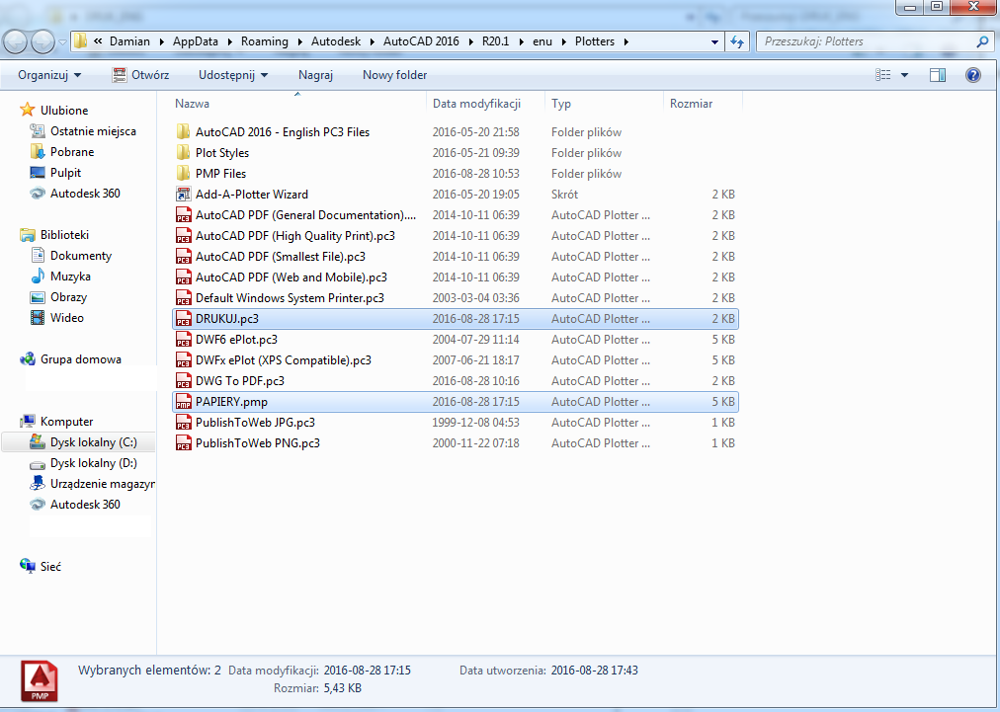 « Damian AppData Roaming Autodesk AutoCAD 2016 R20.1 enu Plotters Przeszukaj: Plotters
Organizuj Otwórz Udostępnij Nagraj Nowy folder
Nazwa Data modyfikacji Typ Rozmiar
Ulubione
Ostatnie miejsca
Pobrane
Pulpit
Autodesk 360
Biblioteki
Dokumenty
Muzyka
Obrazy
Wideo
Grupa domowa
Komputer
Dysk lokalny (C:)
Dysk lokalny (D:)
Urządzenie magazyn
Autodesk 360
Sieć
AutoCAD 2016 - English PC3 Files 2016-05-20 21:58 Folder plików
Plot Styles 2016-05-21 09:39 Folder plików
PMP Files 2016-08-28 10:53 Folder plików
Add-A-Plotter Wizard 2016-05-20 19:05 Skrót 2 KB
AutoCAD PDF (General Documentation).... 2014-10-11 06:39 AutoCAD Plotter ... 2 KB
AutoCAD PDF (High Quality Print).pc3 2014-10-11 06:39 AutoCAD Plotter ... 2 KB
AutoCAD PDF (Smallest File).pc3 2014-10-11 06:39 AutoCAD Plotter ... 2 KB
AutoCAD PDF (Web and Mobile).pc3 2014-10-11 06:39 AutoCAD Plotter ... 2 KB
Default Windows System Printer.pc3 2003-03-04 03:36 AutoCAD Plotter ... 2 KB
DRUKUJ.pc3 2016-08-28 17:15 AutoCAD Plotter ... 2 KB
DWF6 ePlot.pc3 2004-07-29 11:14 AutoCAD Plotter ... 5 KB
DWFx ePlot (XPS Compatible).pc3 2007-06-21 18:17 AutoCAD Plotter ... 5 KB
DWG To PDF.pc3 2016-08-28 10:16 AutoCAD Plotter ... 2 KB
PAPIERY.pmp 2016-08-28 17:15 AutoCAD Plotter ... 5 KB
PublishToWeb JPG.pc3 1999-12-08 04:53 AutoCAD Plotter ... 1 KB
PublishToWeb PNG.pc3 2000-11-22 07:18 AutoCAD Plotter ... 1 KB
PMP
Wybranych elementów: 2 Data modyfikacji: 2016-08-28 17:15 Data utworzenia: 2016-08-28 17:43
Rozmiar: 5,43 KB